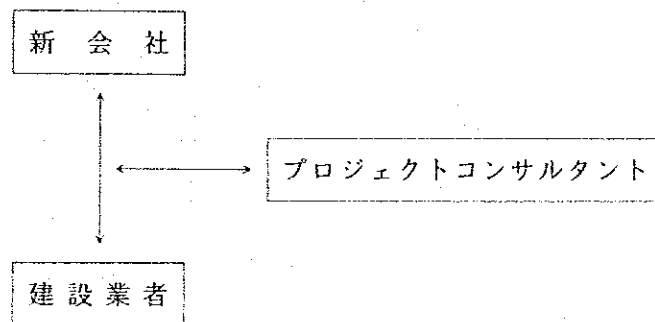 新会社
プロジェクトコンサルタント
建設業者